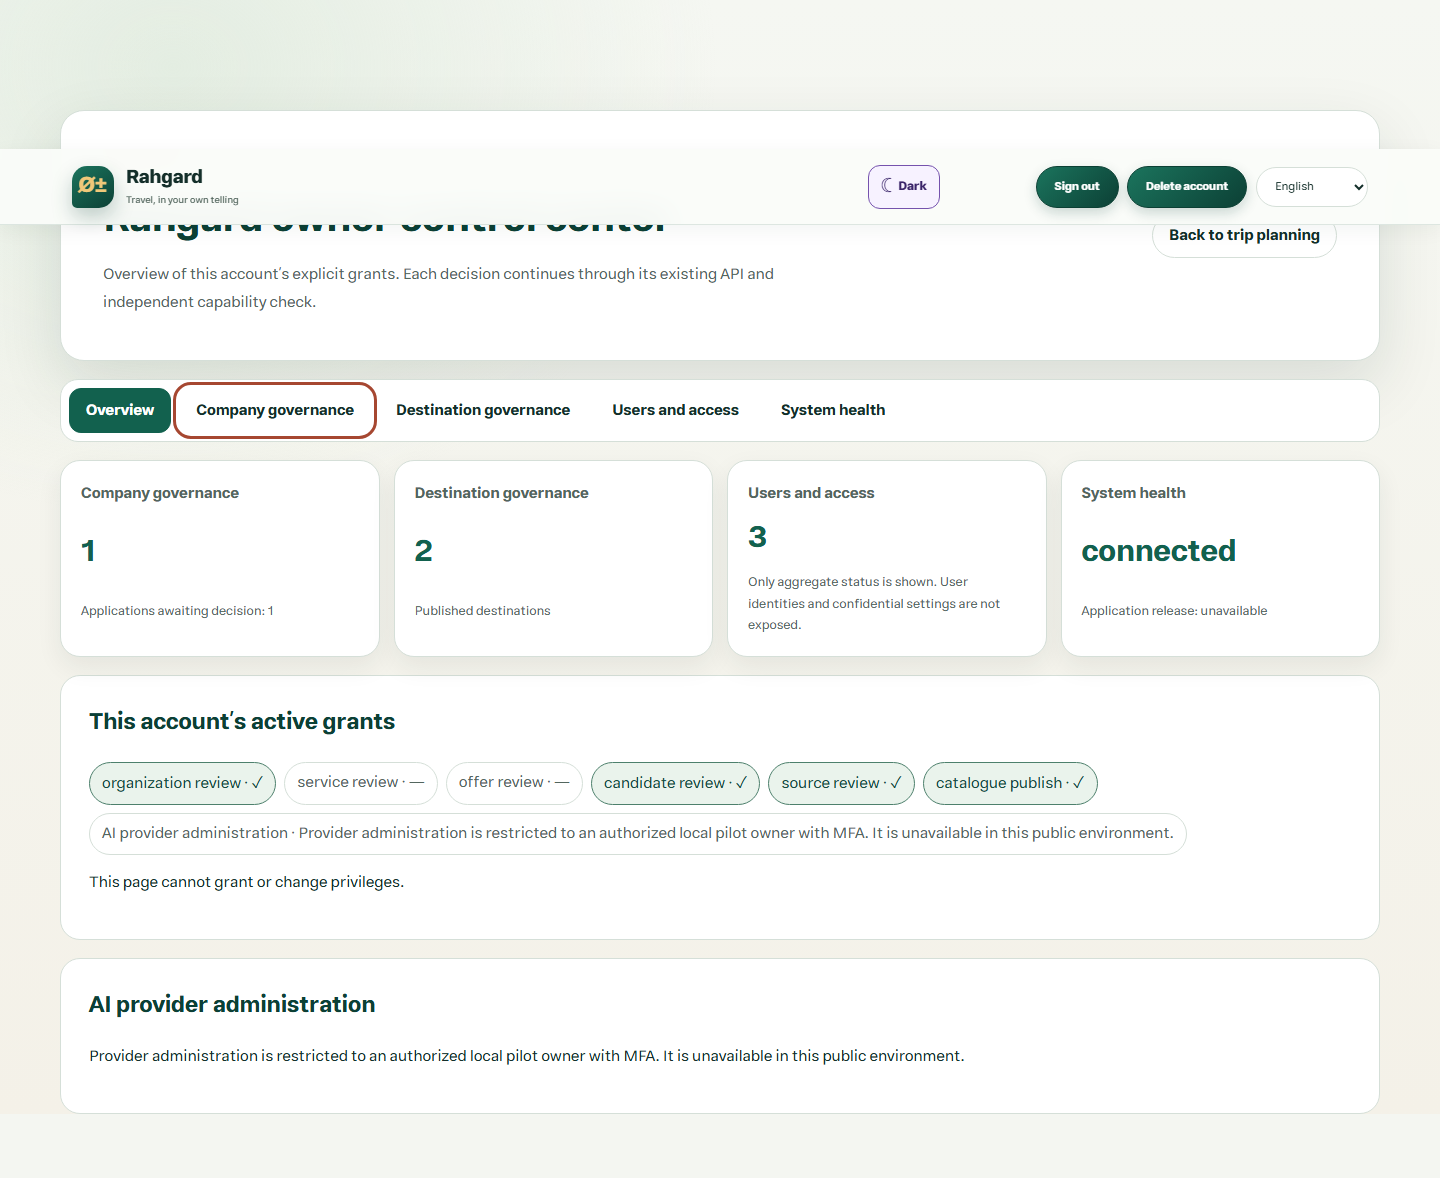 Rahgard
Travel, in your own telling
☾ Dark
Sign out
Delete account
English
Rahgard owner control center
Back to trip planning
Overview of this account's explicit grants. Each decision continues through its existing API and
independent capability check.
Overview
Company governance
Destination governance
Users and access
System health
Company governance
1
Applications awaiting decision: 1
Destination governance
2
Published destinations
Users and access
3
Only aggregate status is shown. User
identities and confidential settings are not
exposed.
System health
connected
Application release: unavailable
This account's active grants
organization review · ✓
service review · —
offer review · —
candidate review · ✓
source review · ✓
catalogue publish · ✓
AI provider administration · Provider administration is restricted to an authorized local pilot owner with MFA. It is unavailable in this public environment.
This page cannot grant or change privileges.
AI provider administration
Provider administration is restricted to an authorized local pilot owner with MFA. It is unavailable in this public environment.